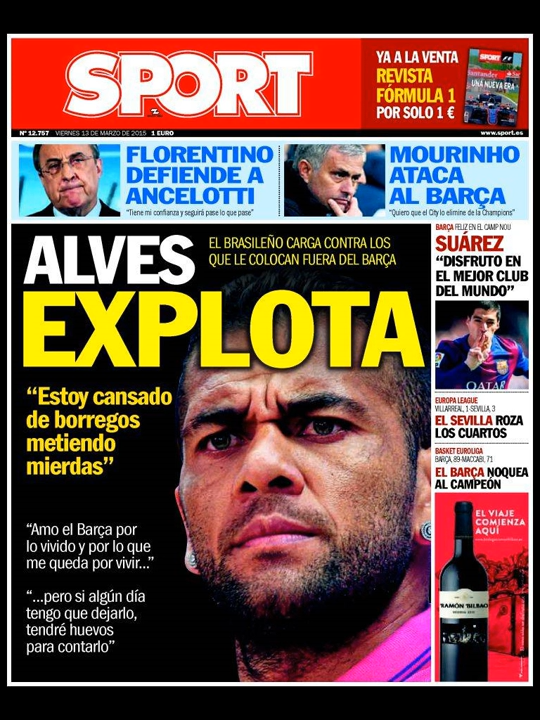 SPORT
YA A LA VENTA
REVISTA
FÓRMULA 1
POR SOLO 1 €
SPORT
Santander
UNA NUEVA ERA
Nº 12.757 VIERNES 13 DE MARZO DE 2015 1 EURO
www.sport.es
FLORENTINO
DEFIENDE A
ANCELOTTI
"Tiene mi confianza y seguirá pase lo que pase"
MOURINHO
ATACA
AL BARÇA
"Quiero que el City lo elimine de la Champions"
ALVES
EL BRASILEÑO CARGA CONTRA LOS
QUE LE COLOCAN FUERA DEL BARÇA
EXPLOTA
"Estoy cansado
de borregos
metiendo
mierdas"
"Amo el Barça por
lo vivido y por lo que
me queda por vivir..."
"...pero si algún día
tengo que dejarlo,
tendré huevos
para contarlo"
BARÇA FELIZ EN EL CAMP NOU
SUÁREZ
"DISFRUTO EN
EL MEJOR CLUB
DEL MUNDO"
QATAR
EUROPA LEAGUE
VILLARREAL, 1-SEVILLA, 3
EL SEVILLA ROZA
LOS CUARTOS
BASKET EUROLIGA
BARÇA, 89-MACCABI, 71
EL BARÇA NOQUEA
AL CAMPEÓN
EL VIAJE
COMIENZA
AQUÍ
RAMÓN BILBAO